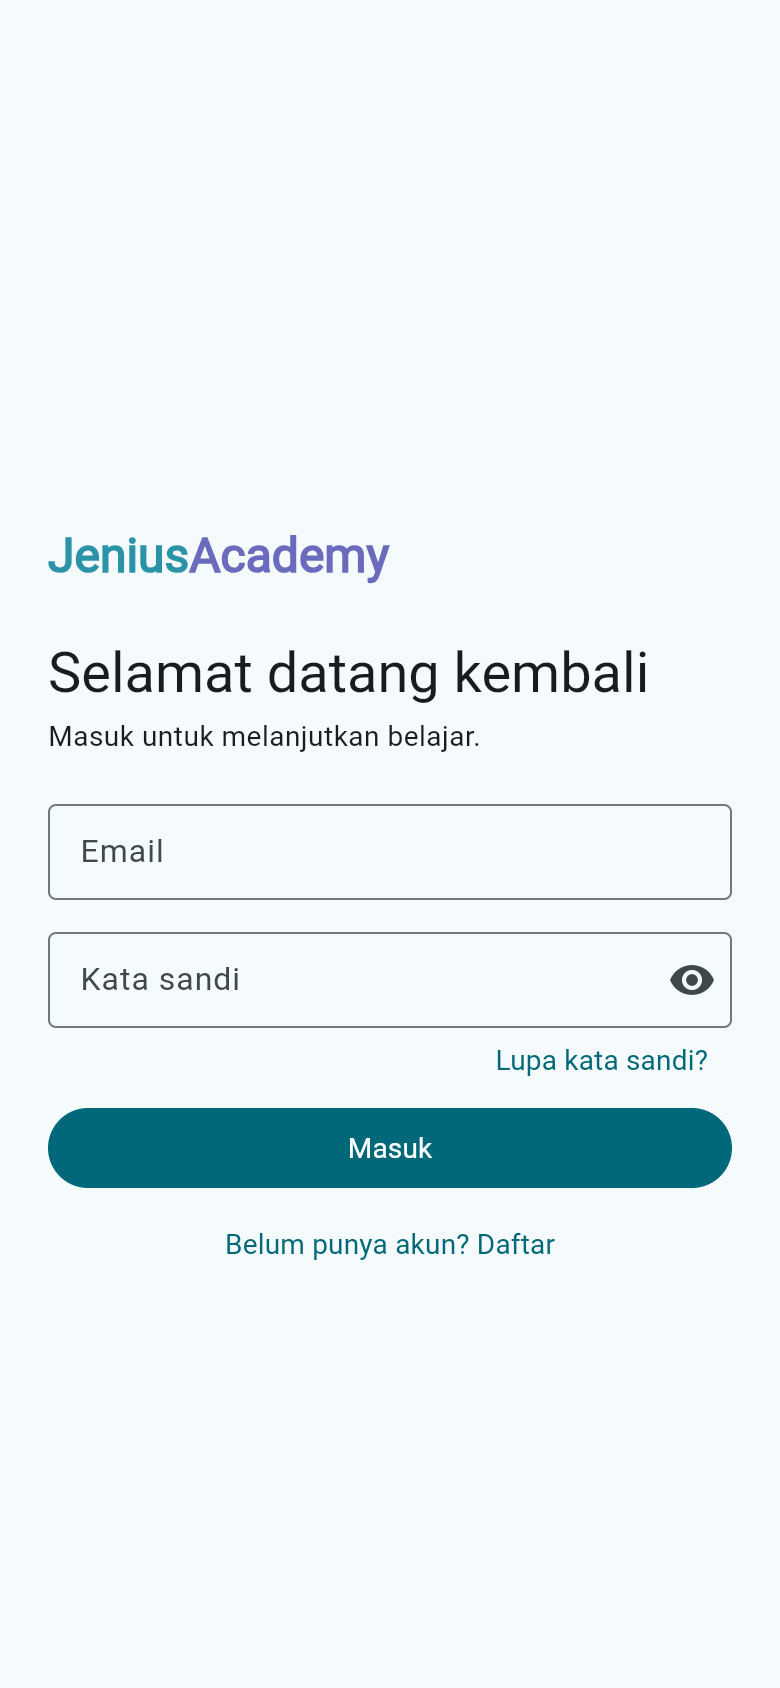 JeniusAcademy
Selamat datang kembali
Masuk untuk melanjutkan belajar.
Email
Kata sandi
Lupa kata sandi?
Masuk
Belum punya akun? Daftar